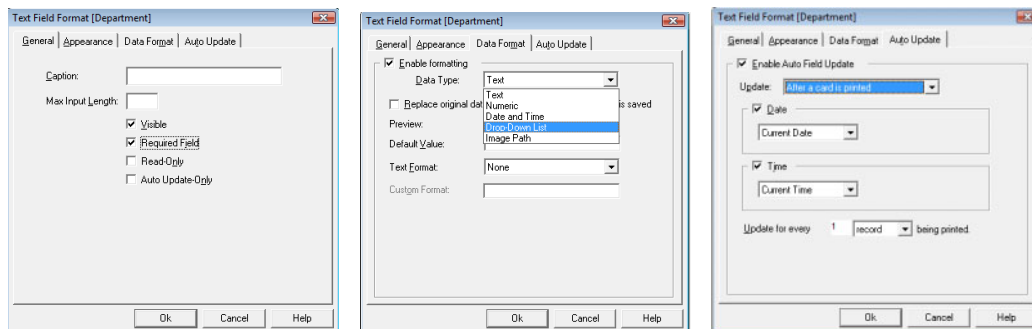 Text Field Format [Department]
General Appearance Data Format Auto Update
Caption:
Max Input Length:
Visible
Required Field
Read-Only
Auto Update-Only
Ok Cancel Help
Text Field Format [Department]
General Appearance Data Format Auto Update
Enable formatting
Data Type: Text
Text
Replace original dat is saved
Numeric
Date and Time
Preview:
Drop-Down List
Image Path
Default Value:
Text Format: None
Custom Format:
Ok Cancel Help
Text Field Format [Department]
General Appearance Data Format Auto Update
Enable Auto Field Update
Update: After a card is printed
Date
Current Date
Time
Current Time
Update for every 1 record being printed.
Ok Cancel Help